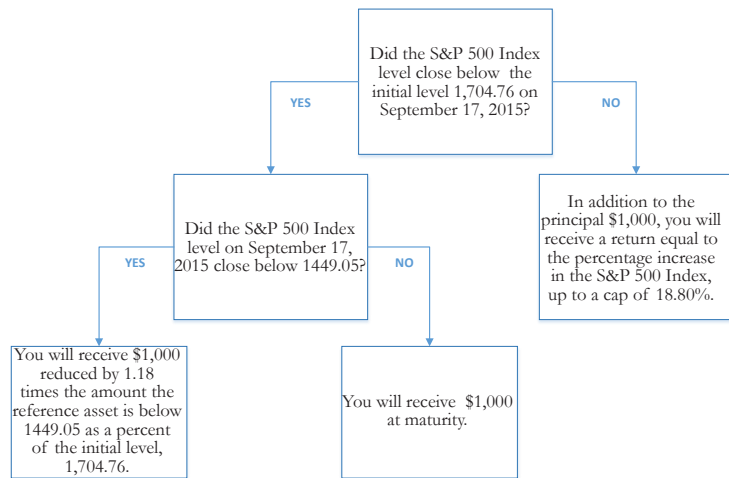 Did the S&P 500 Index
level close below the
initial level 1,704.76 on
September 17, 2015?
YES
NO
Did the S&P 500 Index
level on September 17,
2015 close below 1449.05?
In addition to the
principal $1,000, you will
receive a return equal to
the percentage increase
in the S&P 500 Index,
up to a cap of 18.80%.
YES
NO
You will receive $1,000
reduced by 1.18
times the amount the
reference asset is below
1449.05 as a percent
of the initial level,
1,704.76.
You will receive $1,000
at maturity.